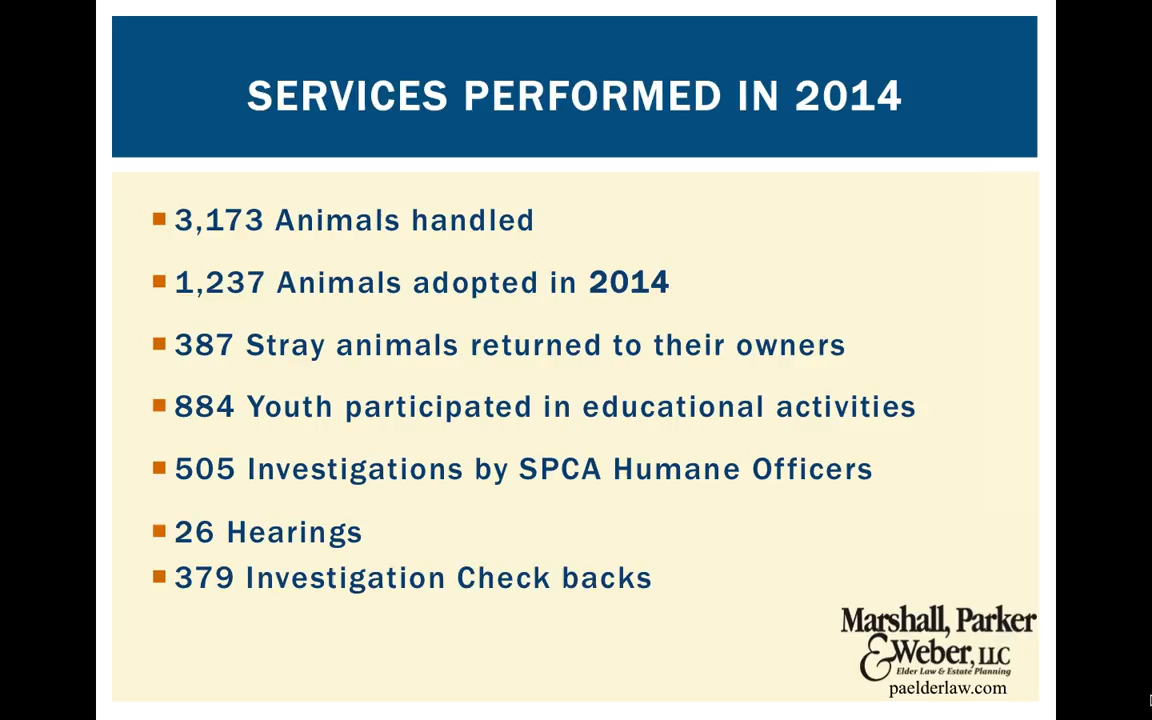 SERVICES PERFORMED IN 2014
3,173 Animals handled
1,237 Animals adopted in 2014
387 Stray animals returned to their owners
884 Youth participated in educational activities
505 Investigations by SPCA Humane Officers
26 Hearings
379 Investigation Check backs
Marshall, Parker
& Weber, LLC
Elder Law & Estate Planning
paelderlaw.com